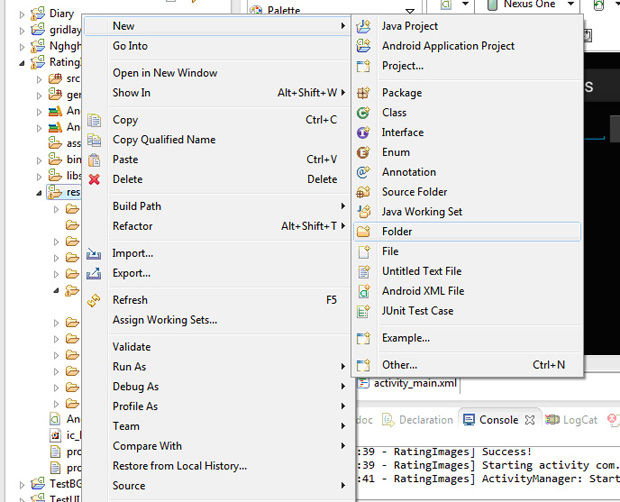 Palette
Nexus One
Diary
gridlay
Nghgh
Rating
src
ger
An
An
ass
bin
libs
res
An
ic_l
pro
pro
TestBG
TestUI
New
Go Into
Open in New Window
Show In Alt+Shift+W
Copy Ctrl+C
Copy Qualified Name
Paste Ctrl+V
Delete Delete
Build Path
Refactor Alt+Shift+T
Import...
Export...
Refresh F5
Assign Working Sets...
Validate
Run As
Debug As
Profile As
Team
Compare With
Restore from Local History...
Source
Java Project
Android Application Project
Project...
Package
Class
Interface
Enum
Annotation
Source Folder
Java Working Set
Folder
File
Untitled Text File
Android XML File
JUnit Test Case
Example...
Other... Ctrl+N
s
activity_main.xml
doc Declaration Console LogCat
:39 - RatingImages] Success!
:39 - RatingImages] Starting activity com.
:41 - RatingImages] ActivityManager: Start